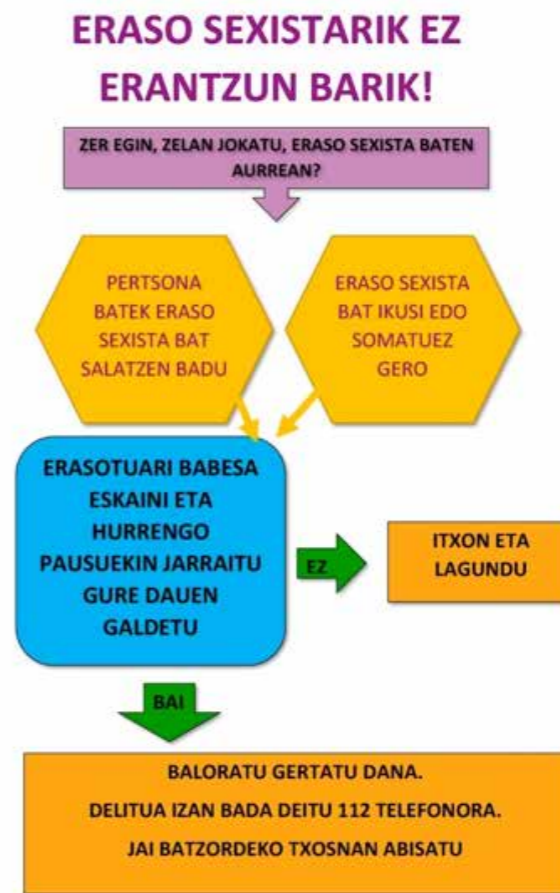 ERASO SEXISTARIK EZ
ERANTZUN BARIK!
ZER EGIN, ZELAN JOKATU, ERASO SEXISTA BATEN
AURREAN?
PERTSONA
BATEK ERASO
SEXISTA BAT
SALATZEN BADU
ERASO SEXISTA
BAT IKUSI EDO
SOMATUEZ
GERO
ERASOTUARI BABESA
ESKAINI ETA
HURRENGO
PAUSUEKIN JARRAITU
GURE DAUEN
GALDETU
EZ
ITXON ETA
LAGUNDU
BAI
BALORATU GERTATU DANA.
DELITUA IZAN BADA DEITU 112 TELEFONORA.
JAI BATZORDEKO TXOSNAN ABISATU